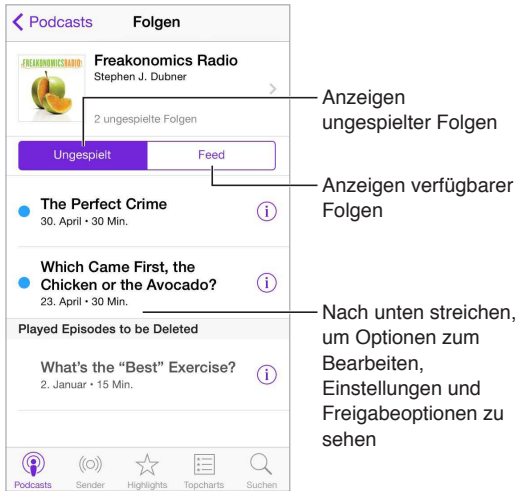 Podcasts Folgen
FREAKONOMICSRADIO
Freakonomics Radio
Stephen J. Dubner
2 ungespielte Folgen
Anzeigen
ungespielter Folgen
Ungespielt Feed
Anzeigen verfügbarer
Folgen
The Perfect Crime
30. April • 30 Min.
Which Came First, the
Chicken or the Avocado?
23. April • 30 Min.
Nach unten streichen,
um Optionen zum
Bearbeiten,
Einstellungen und
Freigabeoptionen zu
sehen
Played Episodes to be Deleted
What's the “Best” Exercise?
2. Januar • 15 Min.
Podcasts Sender Highlights Topcharts Suchen